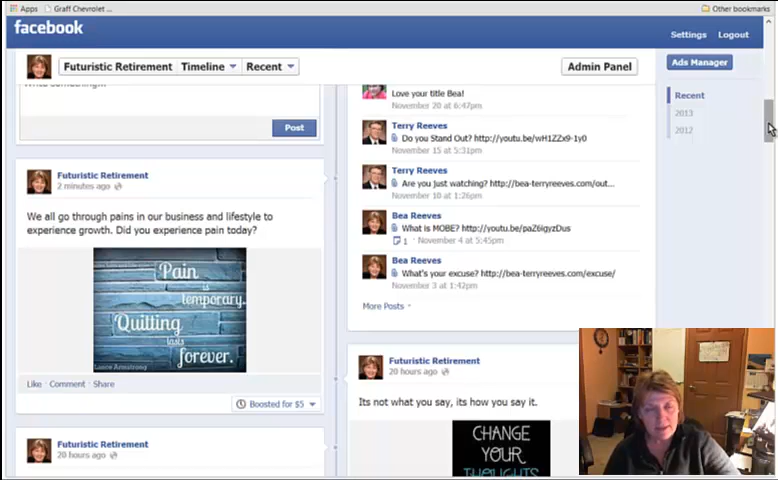 Apps
Graff Chevrolet ...
Other bookmarks
facebook
Settings
Logout
Futuristic Retirement
Timeline
Recent
Admin Panel
Ads Manager
Recent
2013
2012
Post
Futuristic Retirement
2 minutes ago
We all go through pains in our business and lifestyle to
experience growth. Did you experience pain today?
Pain
is
temporary.
Quitting
lasts
forever.
Lance Armstrong
Like · Comment · Share
Boosted for $5
Futuristic Retirement
20 hours ago
Love your title Bea!
November 20 at 6:47pm
Terry Reeves
Do you Stand Out? http://youtu.be/wH1ZZx9-1y0
November 15 at 5:31pm
Terry Reeves
Are you just watching? http://bea-terryreeves.com/out...
November 10 at 1:26pm
Bea Reeves
What is MOBE? http://youtu.be/paZ6igyzDus
1 · November 4 at 5:45pm
Bea Reeves
What's your excuse? http://bea-terryreeves.com/excuse/
November 3 at 1:42pm
More Posts
Futuristic Retirement
20 hours ago
Its not what you say, its how you say it.
CHANGE
YOUR
THOUGHTS